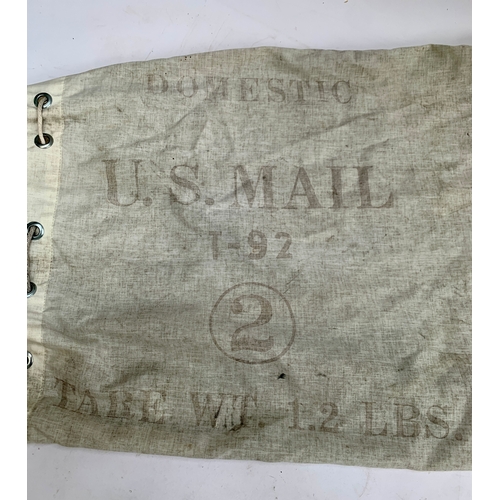 DOMESTIC
U.S. MAIL
T-92
2
TARE WT. 1.2 LBS.